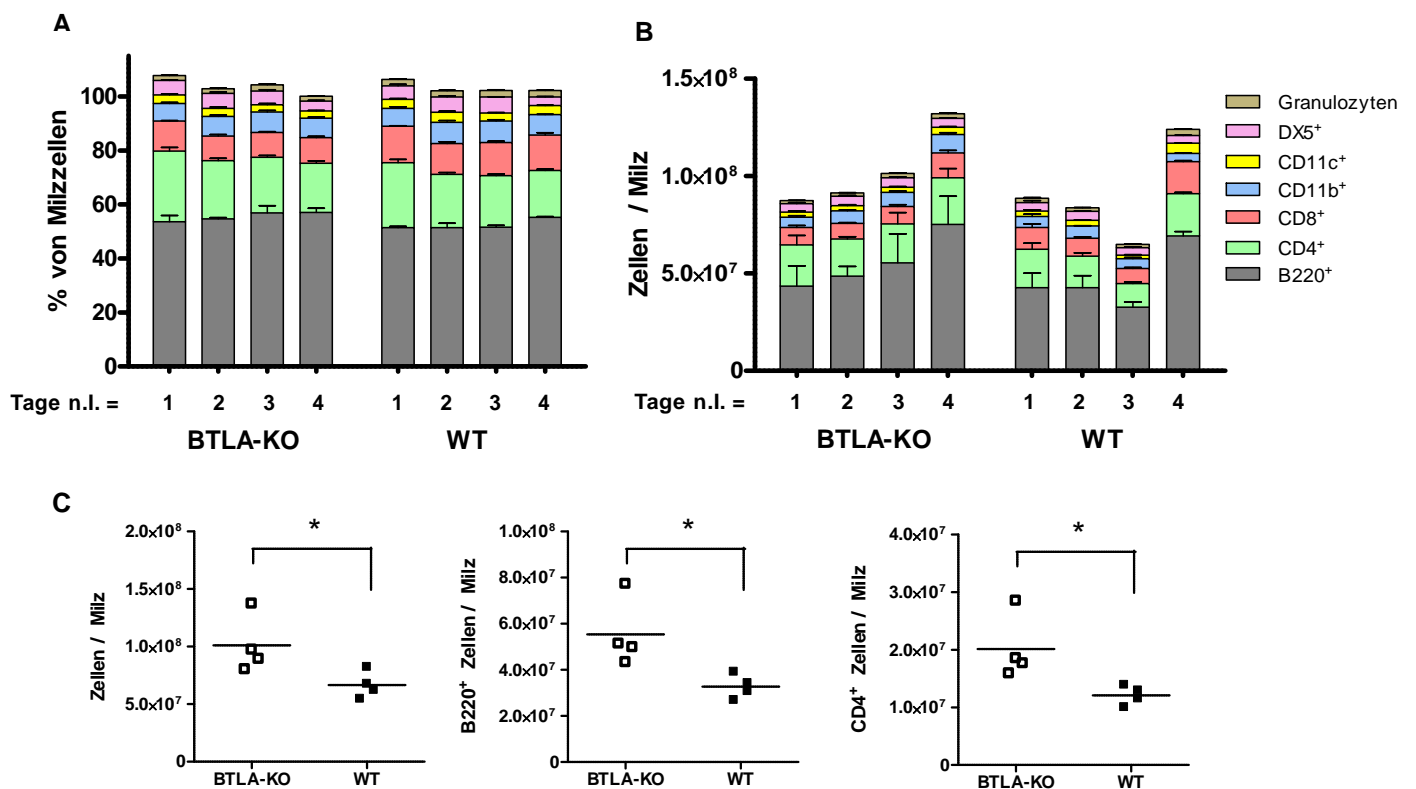 A
% von Milzzellen
100
80
60
40
20
0
Tage n.I. = 1 2 3 4 1 2 3 4
BTLA-KO WT
B
Zellen / Milz
1.5×10⁸
1.0×10⁸
5.0×10⁷
0
Tage n.I. = 1 2 3 4 1 2 3 4
BTLA-KO WT
Granulozyten
DX5⁺
CD11c⁺
CD11b⁺
CD8⁺
CD4⁺
B220⁺
C
Zellen / Milz
2.0×10⁸
1.5×10⁸
1.0×10⁸
5.0×10⁷
0
*
BTLA-KO WT
B220⁺ Zellen / Milz
1.0×10⁸
8.0×10⁷
6.0×10⁷
4.0×10⁷
2.0×10⁷
0
*
BTLA-KO WT
CD4⁺ Zellen / Milz
4.0×10⁷
3.0×10⁷
2.0×10⁷
1.0×10⁷
0
*
BTLA-KO WT